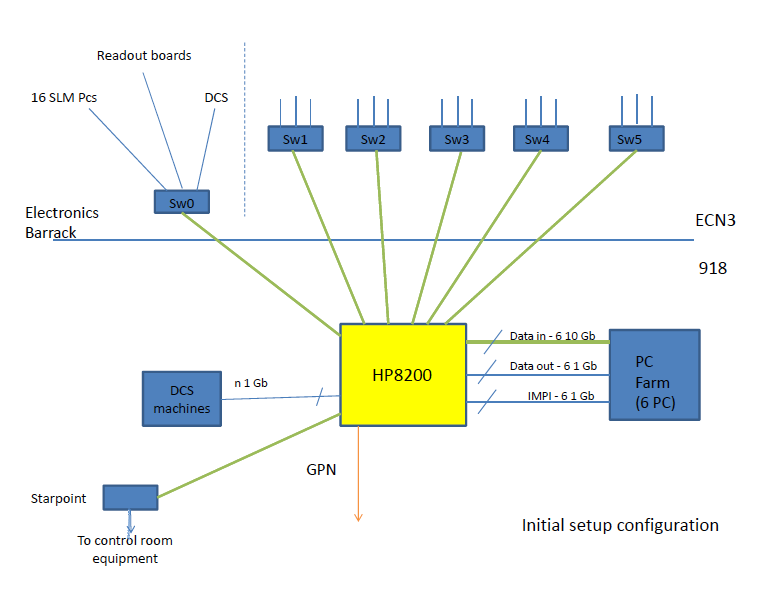 Readout boards
16 SLM Pcs
DCS
Sw1
Sw2
Sw3
Sw4
Sw5
Sw0
Electronics
Barrack
ECN3
918
HP8200
Data in - 6 10 Gb
Data out - 6 1 Gb
IMPI - 6 1 Gb
PC
Farm
(6 PC)
DCS
machines
n 1 Gb
GPN
Starpoint
To control room
equipment
Initial setup configuration